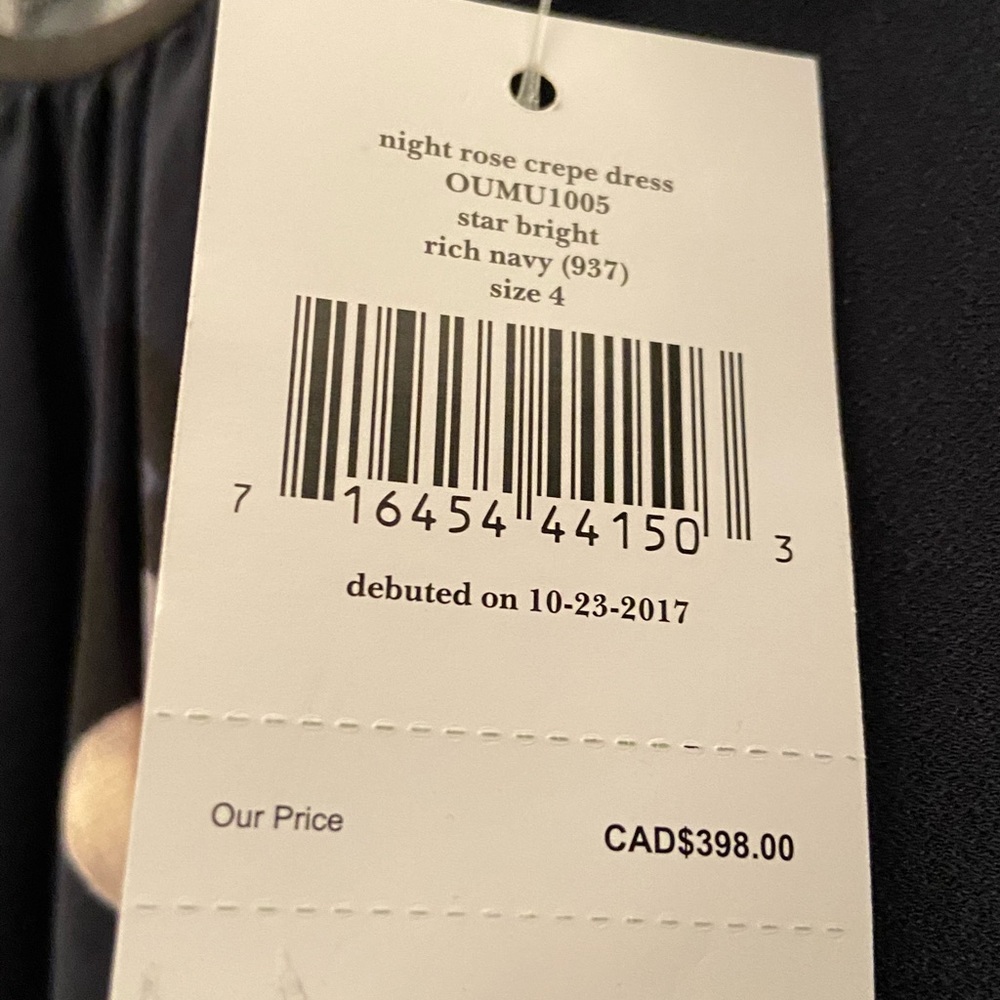 night rose crepe dress
OUMU1005
star bright
rich navy (937)
size 4
7 16454 44150 3
debuted on 10-23-2017
Our Price CAD$398.00